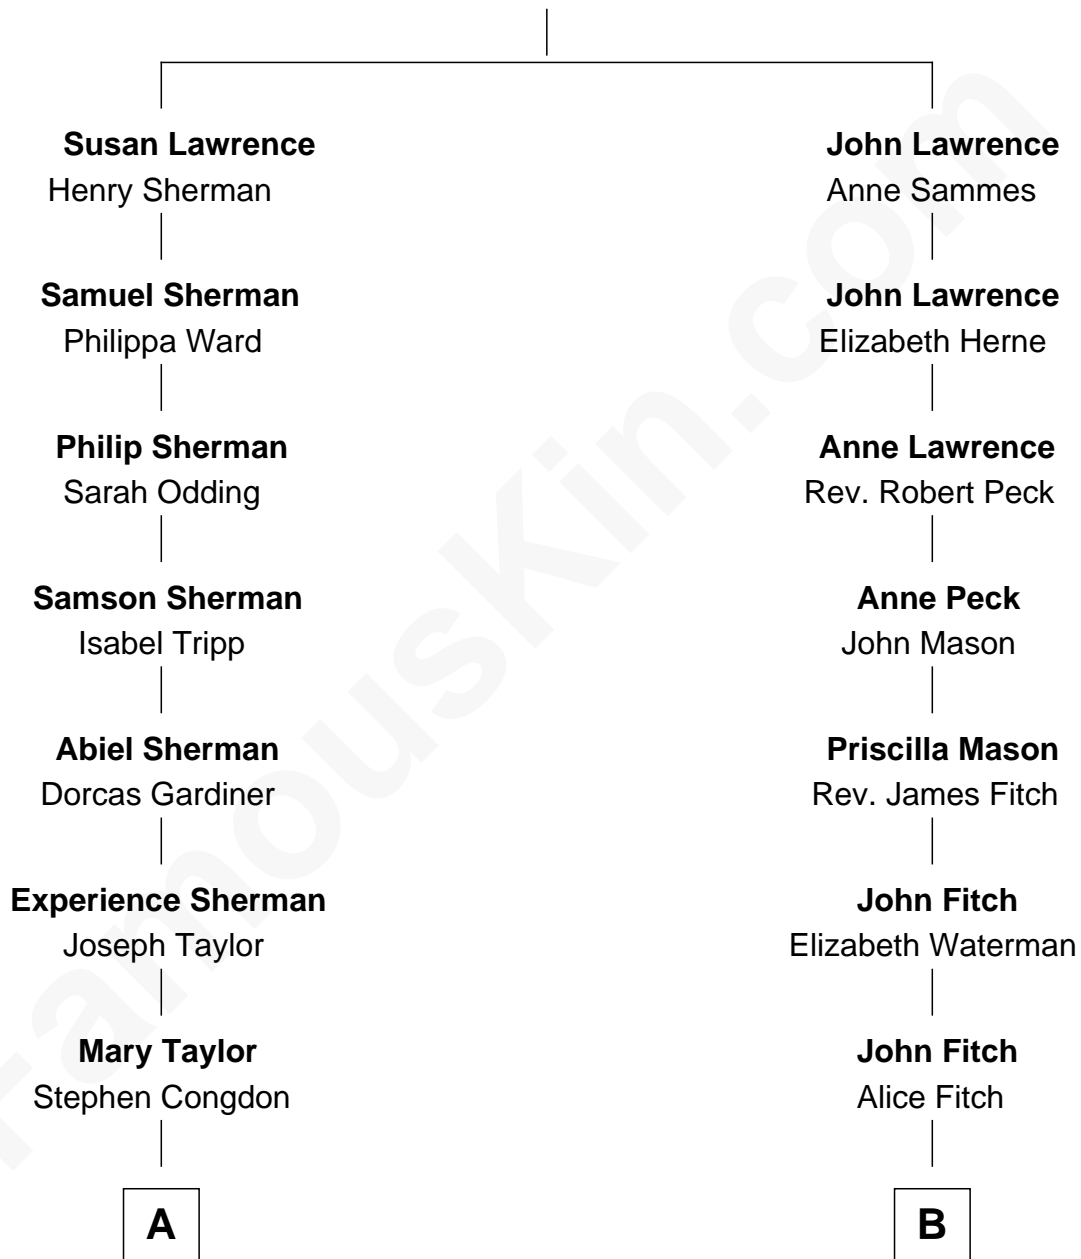 Susan Lawrence
Henry Sherman
Samuel Sherman
Philippa Ward
Philip Sherman
Sarah Odding
Samson Sherman
Isabel Tripp
Abiel Sherman
Dorcas Gardiner
Experience Sherman
Joseph Taylor
Mary Taylor
Stephen Congdon
A
John Lawrence
Anne Sammes
John Lawrence
Elizabeth Herne
Anne Lawrence
Rev. Robert Peck
Anne Peck
John Mason
Priscilla Mason
Rev. James Fitch
John Fitch
Elizabeth Waterman
John Fitch
Alice Fitch
B
FamousKin.com